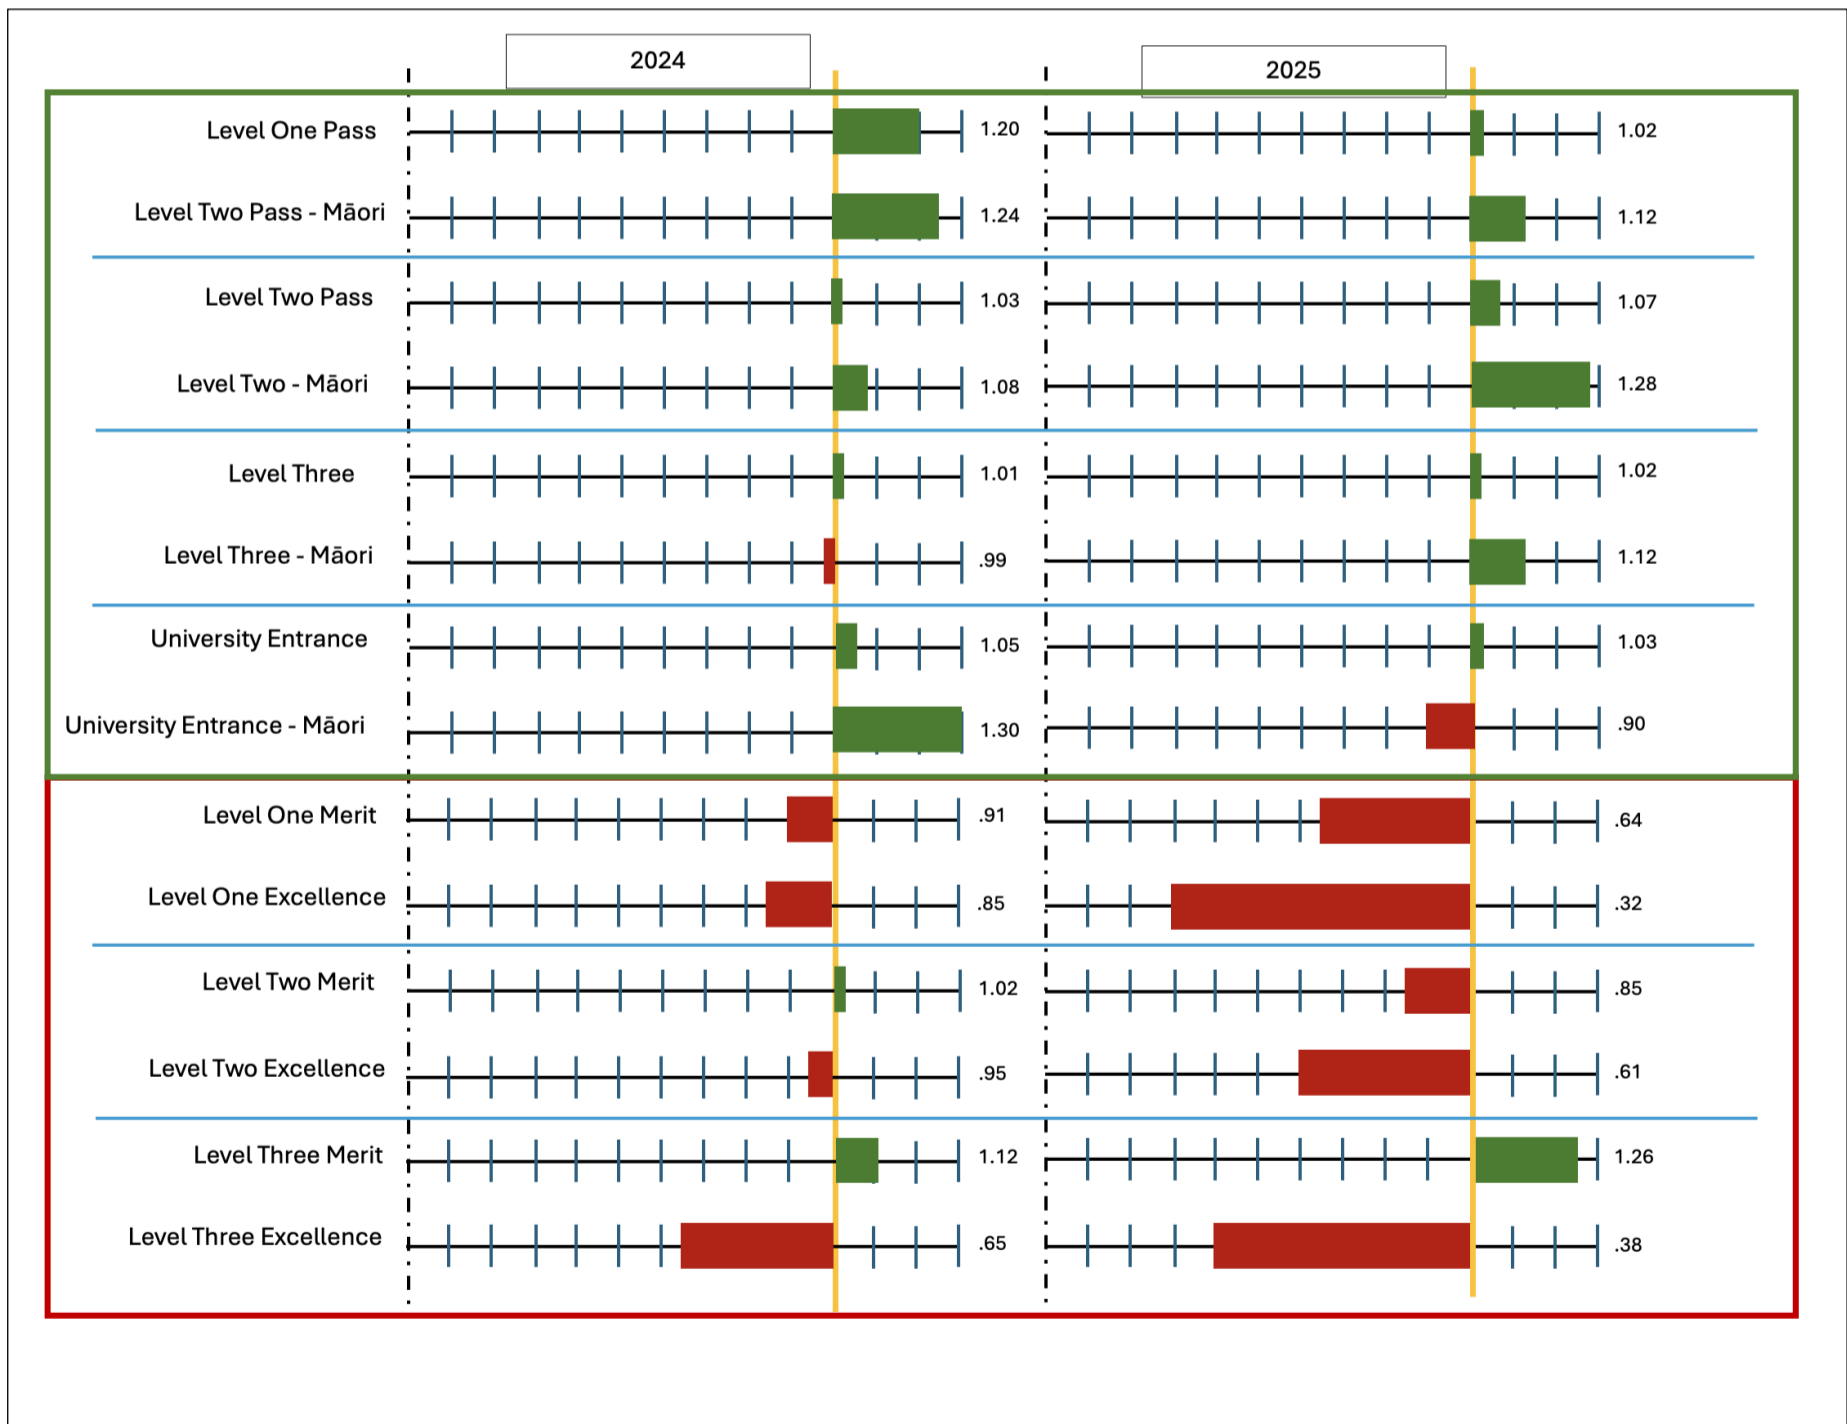 2024 2025
Level One Pass 1.20 1.02
Level Two Pass - Māori 1.24 1.12
Level Two Pass 1.03 1.07
Level Two - Māori 1.08 1.28
Level Three 1.01 1.02
Level Three - Māori .99 1.12
University Entrance 1.05 1.03
University Entrance - Māori 1.30 .90
Level One Merit .91 .64
Level One Excellence .85 .32
Level Two Merit 1.02 .85
Level Two Excellence .95 .61
Level Three Merit 1.12 1.26
Level Three Excellence .65 .38